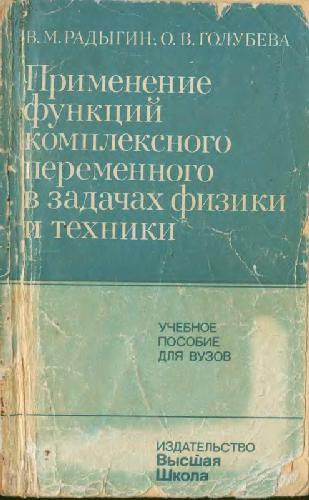 В. М. РАДЫГИН, О. В. ГОЛУБЕВА
Применение
функций
комплексного
переменного
в задачах физики
и техники
УЧЕБНОЕ
ПОСОБИЕ
ДЛЯ ВУЗОВ
ИЗДАТЕЛЬСТВО
Высшая
Школа